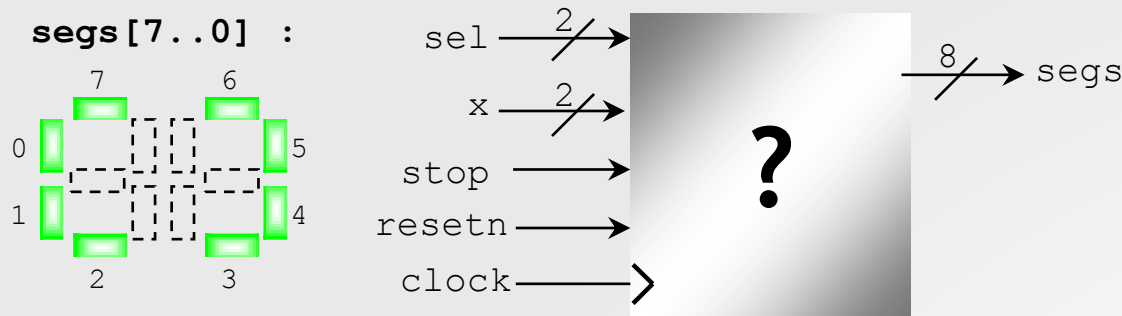 segs[7..0] :
7 6
0 5
1 4
2 3
sel 2
x 2
stop
resetn
clock
?
8 segs